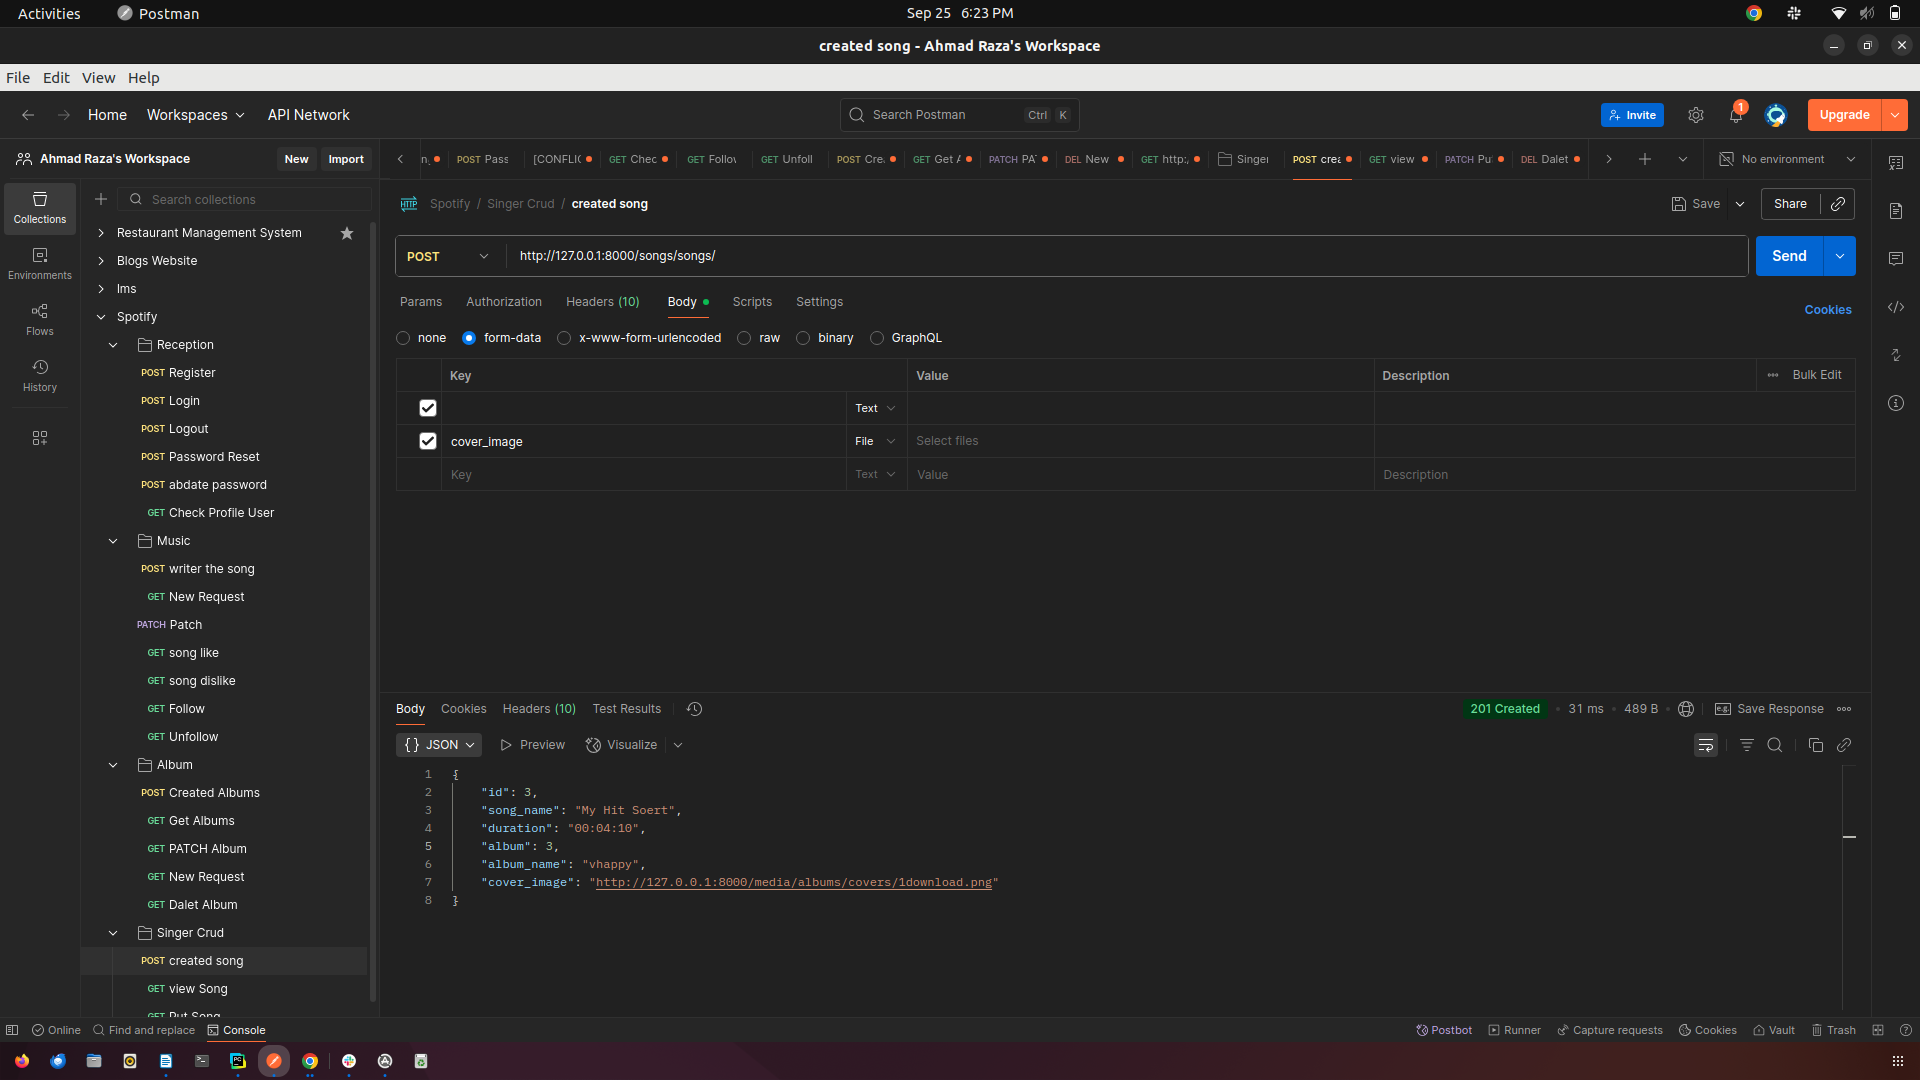 Activities Postman Sep 25 6:23 PM
created song - Ahmad Raza's Workspace
File Edit View Help
Home Workspaces API Network Search Postman Ctrl K Invite 1 Upgrade
Ahmad Raza's Workspace New Import
POST Pass [CONFLIC GET Chec GET Follov GET Unfoll POST Cre GET Get A PATCH PA DEL New GET http:, Singer POST crea GET view PATCH Pu DEL Dalet No environment
Collections
Environments
Flows
History
Search collections
Restaurant Management System
Blogs Website
lms
Spotify
Reception
POST Register
POST Login
POST Logout
POST Password Reset
POST abdate password
GET Check Profile User
Music
POST writer the song
GET New Request
PATCH Patch
GET song like
GET song dislike
GET Follow
GET Unfollow
Album
POST Created Albums
GET Get Albums
GET PATCH Album
GET New Request
GET Dalet Album
Singer Crud
POST created song
GET view Song
GET Put Song
HTTP Spotify / Singer Crud / created song Save Share
POST http://127.0.0.1:8000/songs/songs/ Send
Params Authorization Headers (10) Body Scripts Settings Cookies
none form-data x-www-form-urlencoded raw binary GraphQL
Key Value Description Bulk Edit
Text
cover_image File Select files
Key Text Value Description
Body Cookies Headers (10) Test Results 201 Created 31 ms 489 B e.g. Save Response
{} JSON Preview Visualize
1 {
2 "id": 3,
3 "song_name": "My Hit Soert",
4 "duration": "00:04:10",
5 "album": 3,
6 "album_name": "vhappy",
7 "cover_image": "http://127.0.0.1:8000/media/albums/covers/1download.png"
8 }
Online Find and replace Console Postbot Runner Capture requests Cookies Vault Trash